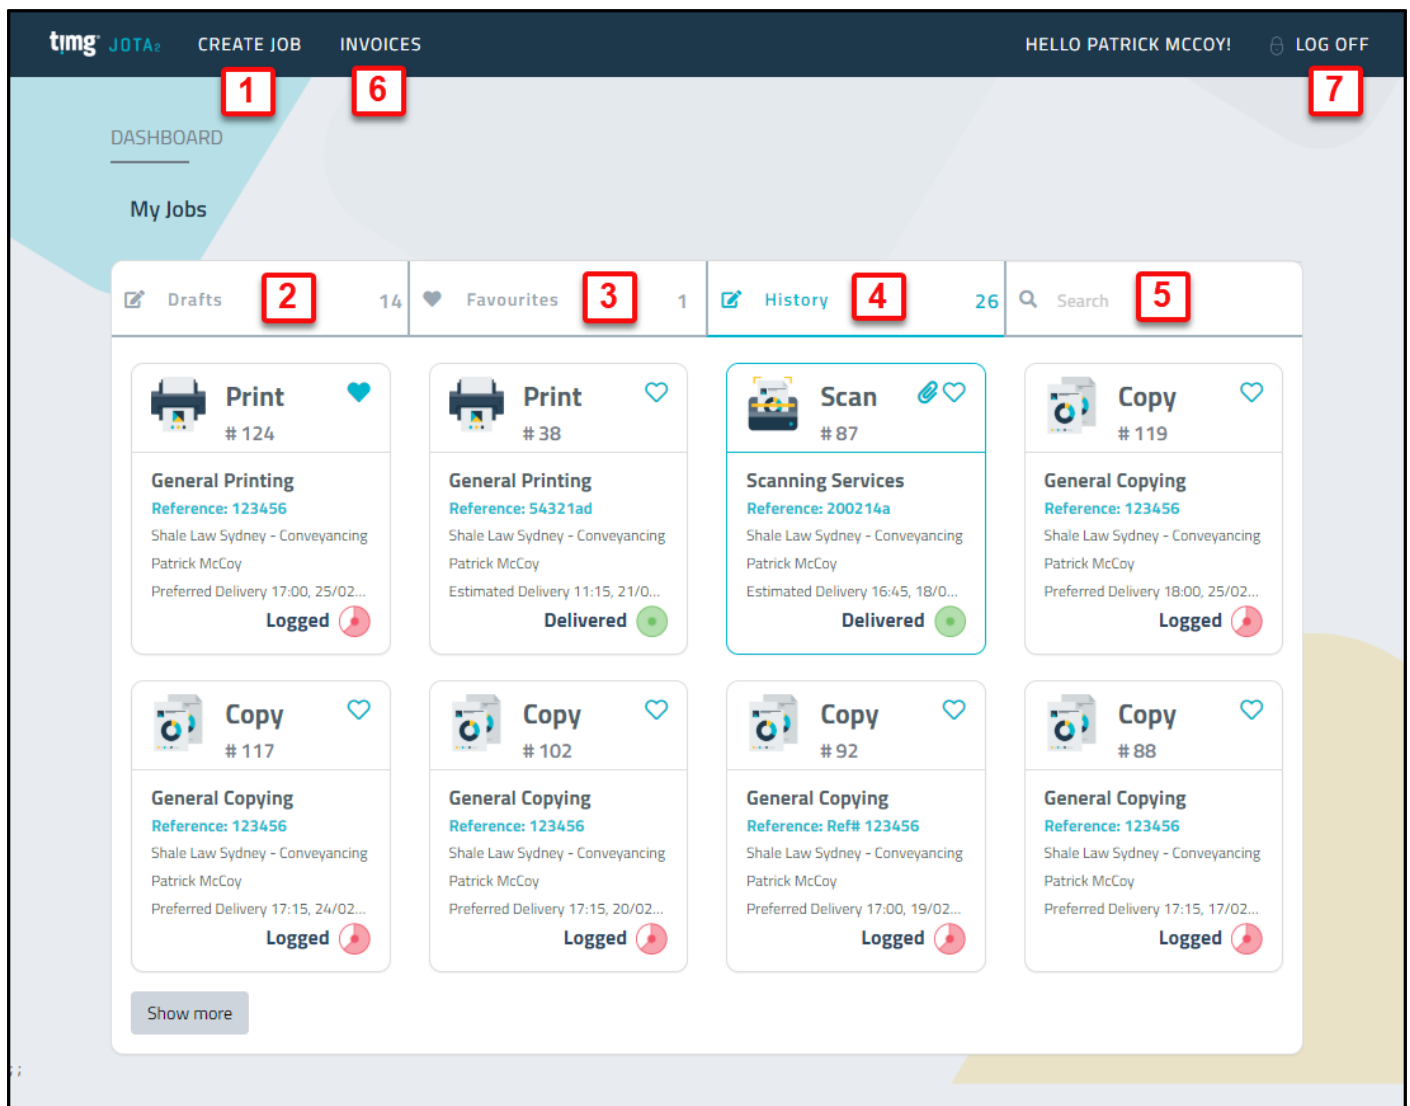 timg JOTA2 CREATE JOB INVOICES HELLO PATRICK MCCOY! LOG OFF
1 6 7
DASHBOARD
My Jobs
Drafts 2 14 Favourites 3 1 History 4 26 Search 5
Print
# 124
General Printing
Reference: 123456
Shale Law Sydney - Conveyancing
Patrick McCoy
Preferred Delivery 17:00, 25/02...
Logged
Print
# 38
General Printing
Reference: 54321ad
Shale Law Sydney - Conveyancing
Patrick McCoy
Estimated Delivery 11:15, 21/0...
Delivered
Scan
# 87
Scanning Services
Reference: 200214a
Shale Law Sydney - Conveyancing
Patrick McCoy
Estimated Delivery 16:45, 18/0...
Delivered
Copy
# 119
General Copying
Reference: 123456
Shale Law Sydney - Conveyancing
Patrick McCoy
Preferred Delivery 18:00, 25/02...
Logged
Copy
# 117
General Copying
Reference: 123456
Shale Law Sydney - Conveyancing
Patrick McCoy
Preferred Delivery 17:15, 24/02...
Logged
Copy
# 102
General Copying
Reference: 123456
Shale Law Sydney - Conveyancing
Patrick McCoy
Preferred Delivery 17:15, 20/02...
Logged
Copy
# 92
General Copying
Reference: Ref# 123456
Shale Law Sydney - Conveyancing
Patrick McCoy
Preferred Delivery 17:00, 19/02...
Logged
Copy
# 88
General Copying
Reference: 123456
Shale Law Sydney - Conveyancing
Patrick McCoy
Preferred Delivery 17:15, 17/02...
Logged
Show more
;;